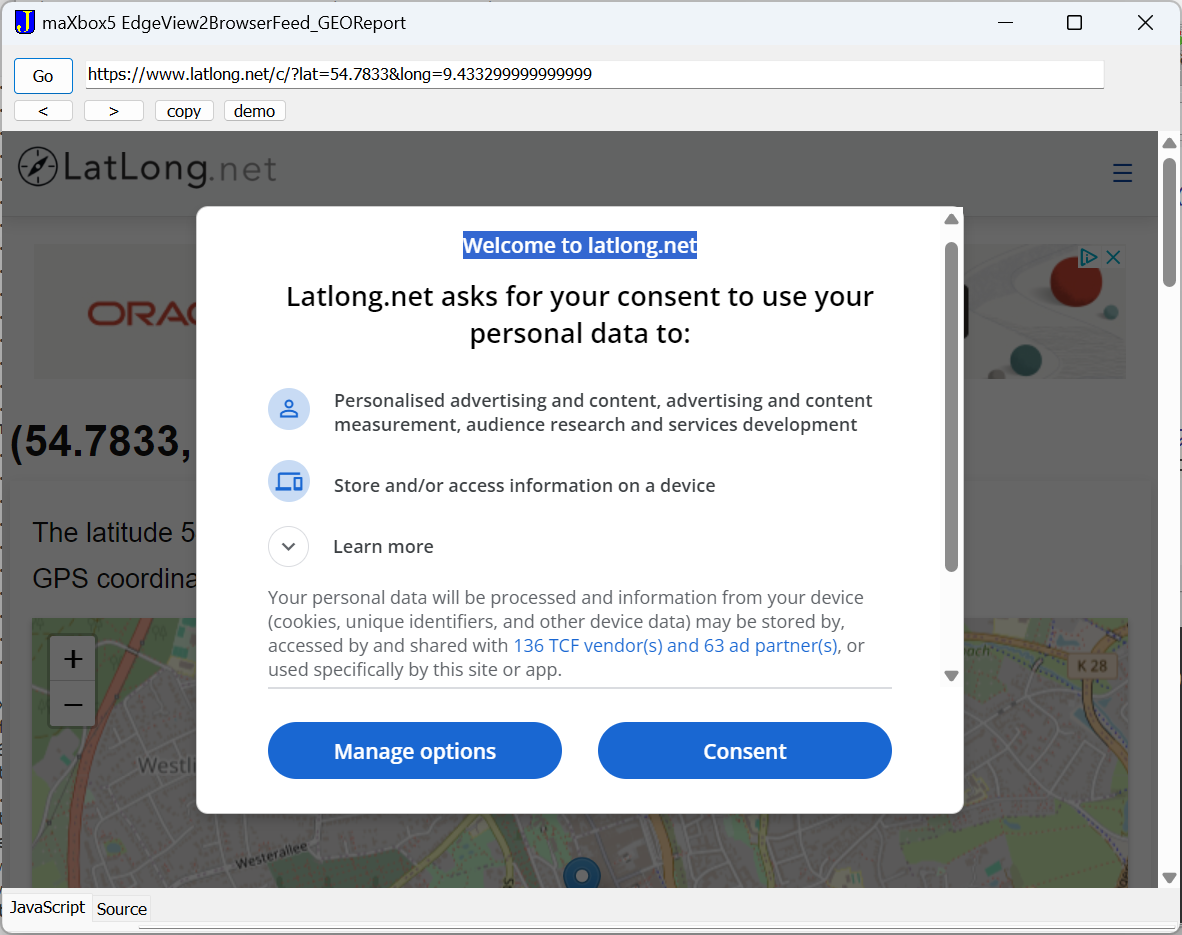 maXbox5 EdgeView2BrowserFeed_GEOReport
Go
https://www.latlong.net/c/?lat=54.7833&long=9.433299999999999
<
>
copy
demo
LatLong.net
Welcome to latlong.net
Latlong.net asks for your consent to use your
personal data to:
Personalised advertising and content, advertising and content
measurement, audience research and services development
Store and/or access information on a device
Learn more
Your personal data will be processed and information from your device
(cookies, unique identifiers, and other device data) may be stored by,
accessed by and shared with 136 TCF vendor(s) and 63 ad partner(s), or
used specifically by this site or app.
Manage options
Consent
ORAC
(54.7833,
The latitude 5
GPS coordina
+
−
Westli
K 28
Westerallee
JavaScript
Source